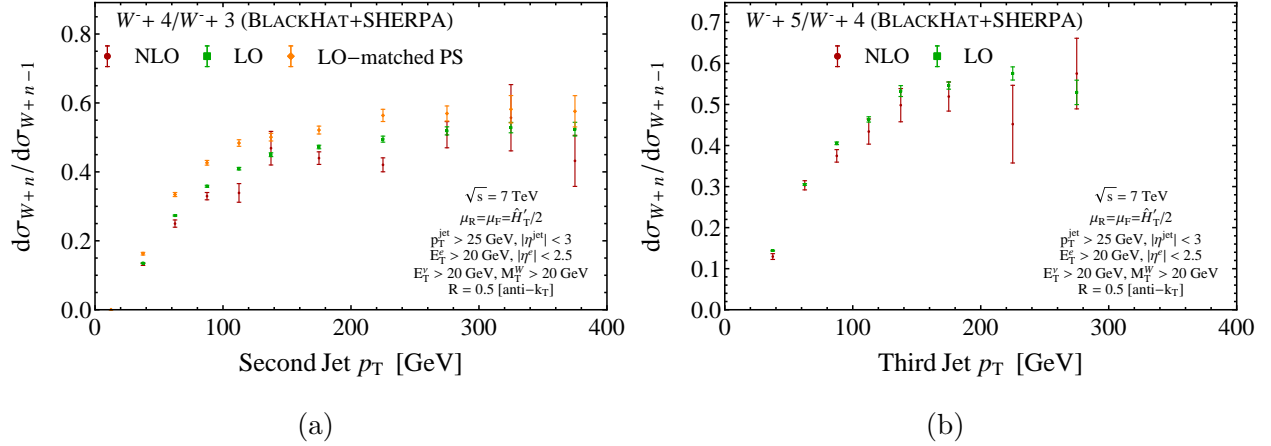 W⁻+ 4/W⁻+ 3 (BLACKHAT+SHERPA)
NLO LO LO−matched PS
0.8
0.6
0.4
0.2
0.0
dσ_{W+n}/dσ_{W+n−1}
√s = 7 TeV
μ_R=μ_F=Ĥ′_T/2
p_T^{jet} > 25 GeV, |η^{jet}| < 3
E_T^e > 20 GeV, |η^e| < 2.5
E_T^ν > 20 GeV, M_T^W > 20 GeV
R = 0.5 [anti−k_T]
0 100 200 300 400
Second Jet p_T [GeV]
(a)
W⁻+ 5/W⁻+ 4 (BLACKHAT+SHERPA)
NLO LO
0.7
0.6
0.5
0.4
0.3
0.2
0.1
0.0
dσ_{W+n}/dσ_{W+n−1}
√s = 7 TeV
μ_R=μ_F=Ĥ′_T/2
p_T^{jet} > 25 GeV, |η^{jet}| < 3
E_T^e > 20 GeV, |η^e| < 2.5
E_T^ν > 20 GeV, M_T^W > 20 GeV
R = 0.5 [anti−k_T]
0 100 200 300 400
Third Jet p_T [GeV]
(b)